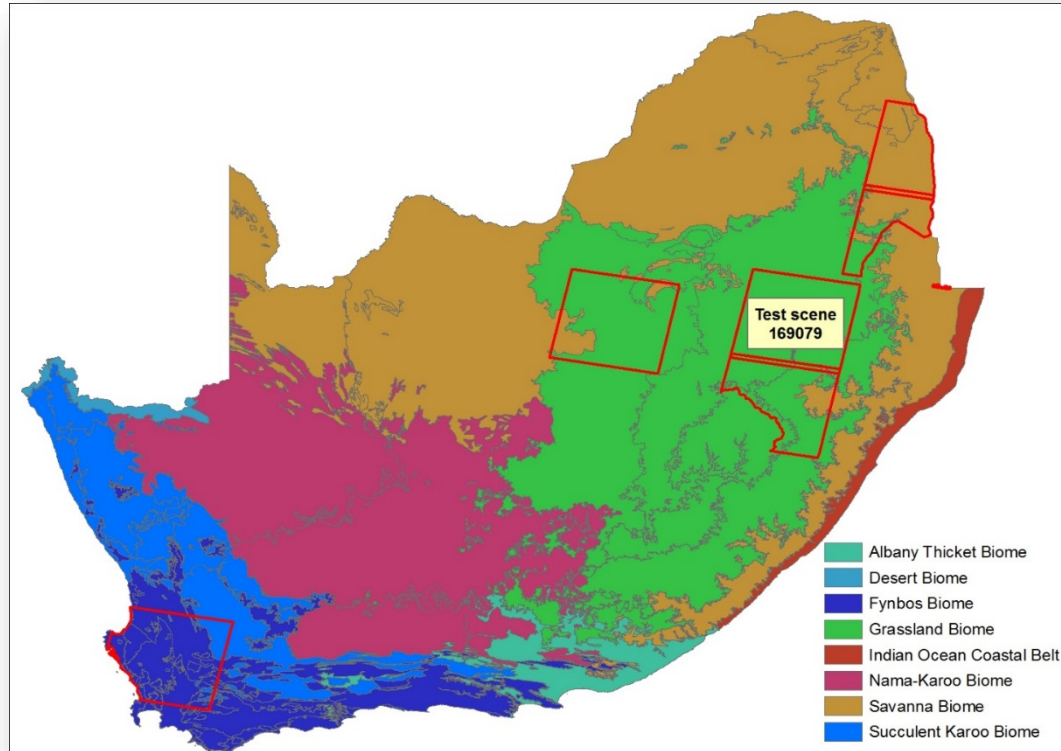 Test scene
169079
Albany Thicket Biome
Desert Biome
Fynbos Biome
Grassland Biome
Indian Ocean Coastal Belt
Nama-Karoo Biome
Savanna Biome
Succulent Karoo Biome